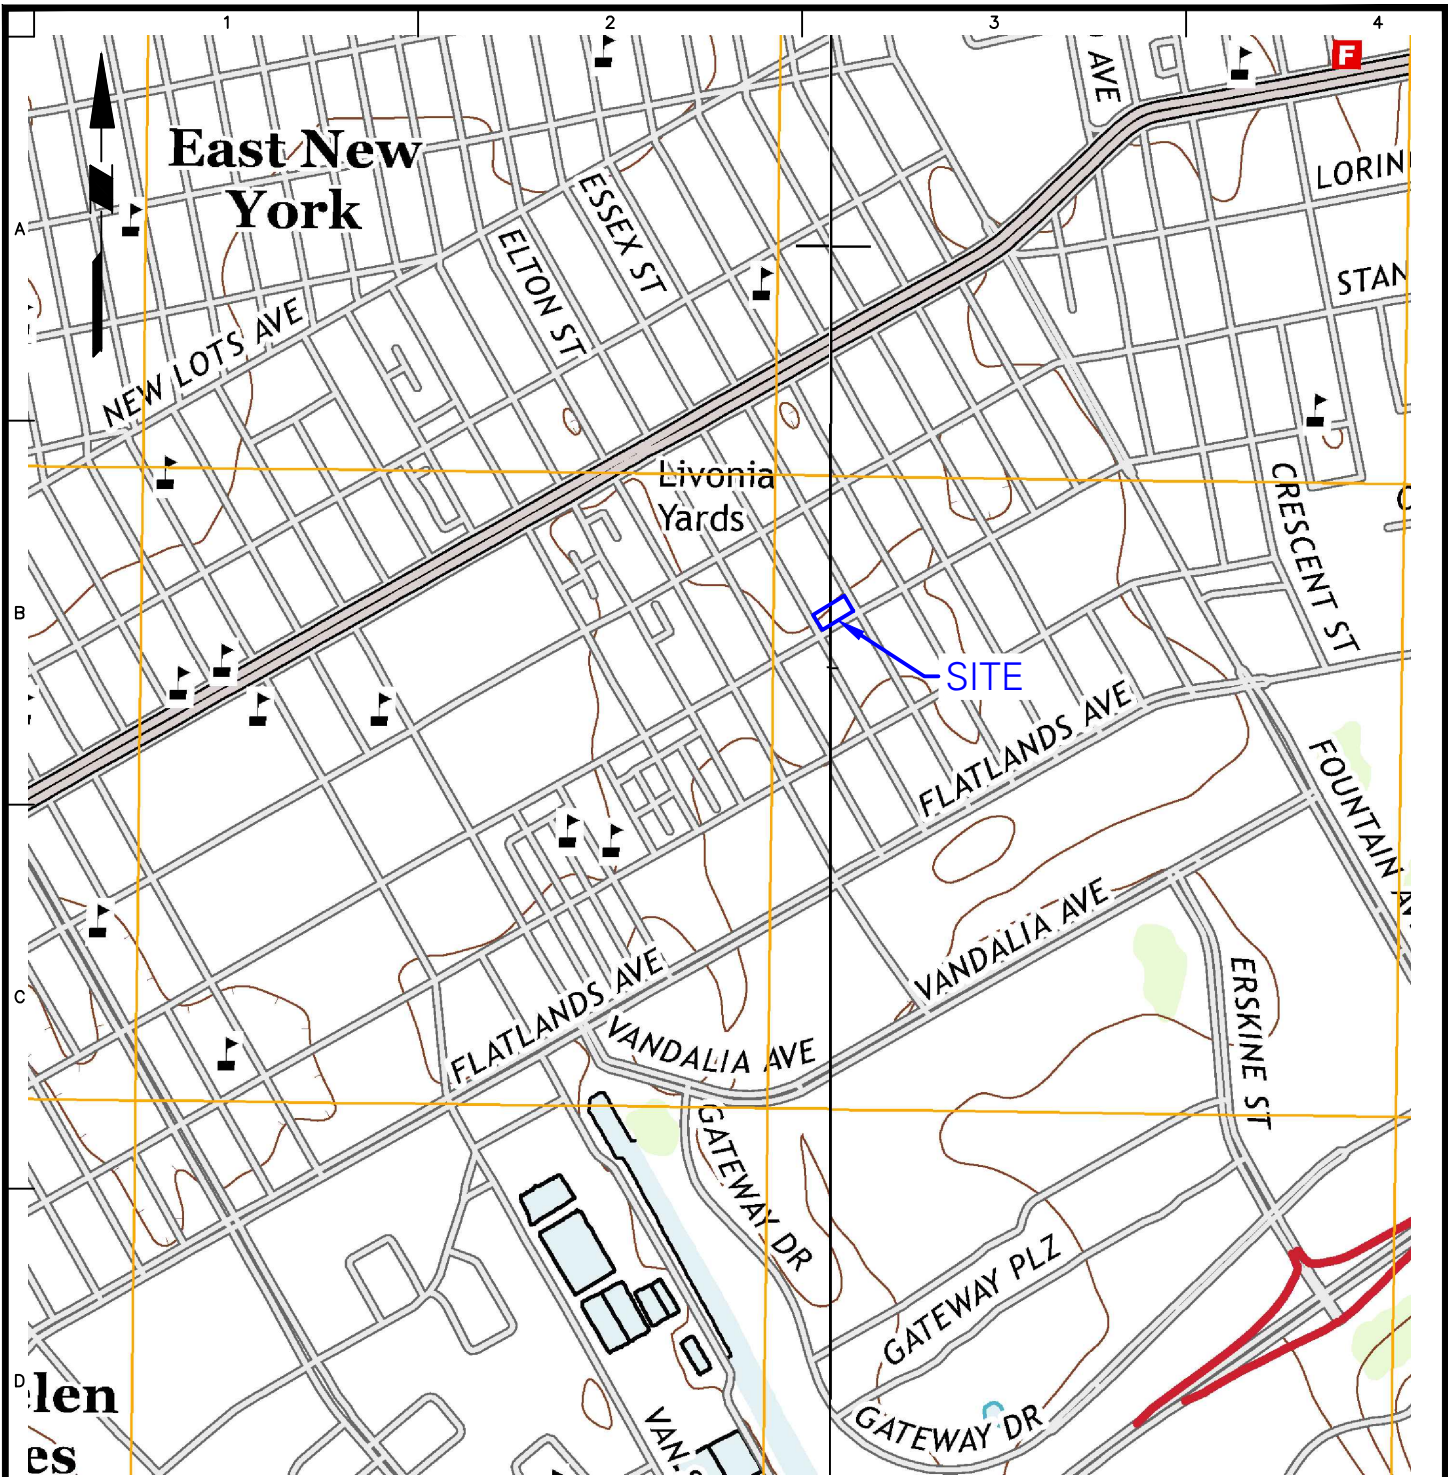 1
2
3
4
A
B
C
D
F
AVE
East New
York
ESSEX ST
ELTON ST
NEW LOTS AVE
LORIN
STAN
Livonia
Yards
CRESCENT ST
SITE
FLATLANDS AVE
FOUNTAIN
VANDALIA AVE
ERSKINE ST
FLATLANDS AVE
VANDALIA AVE
GATEWAY DR
GATEWAY PLZ
GATEWAY DR
VAN
len
es